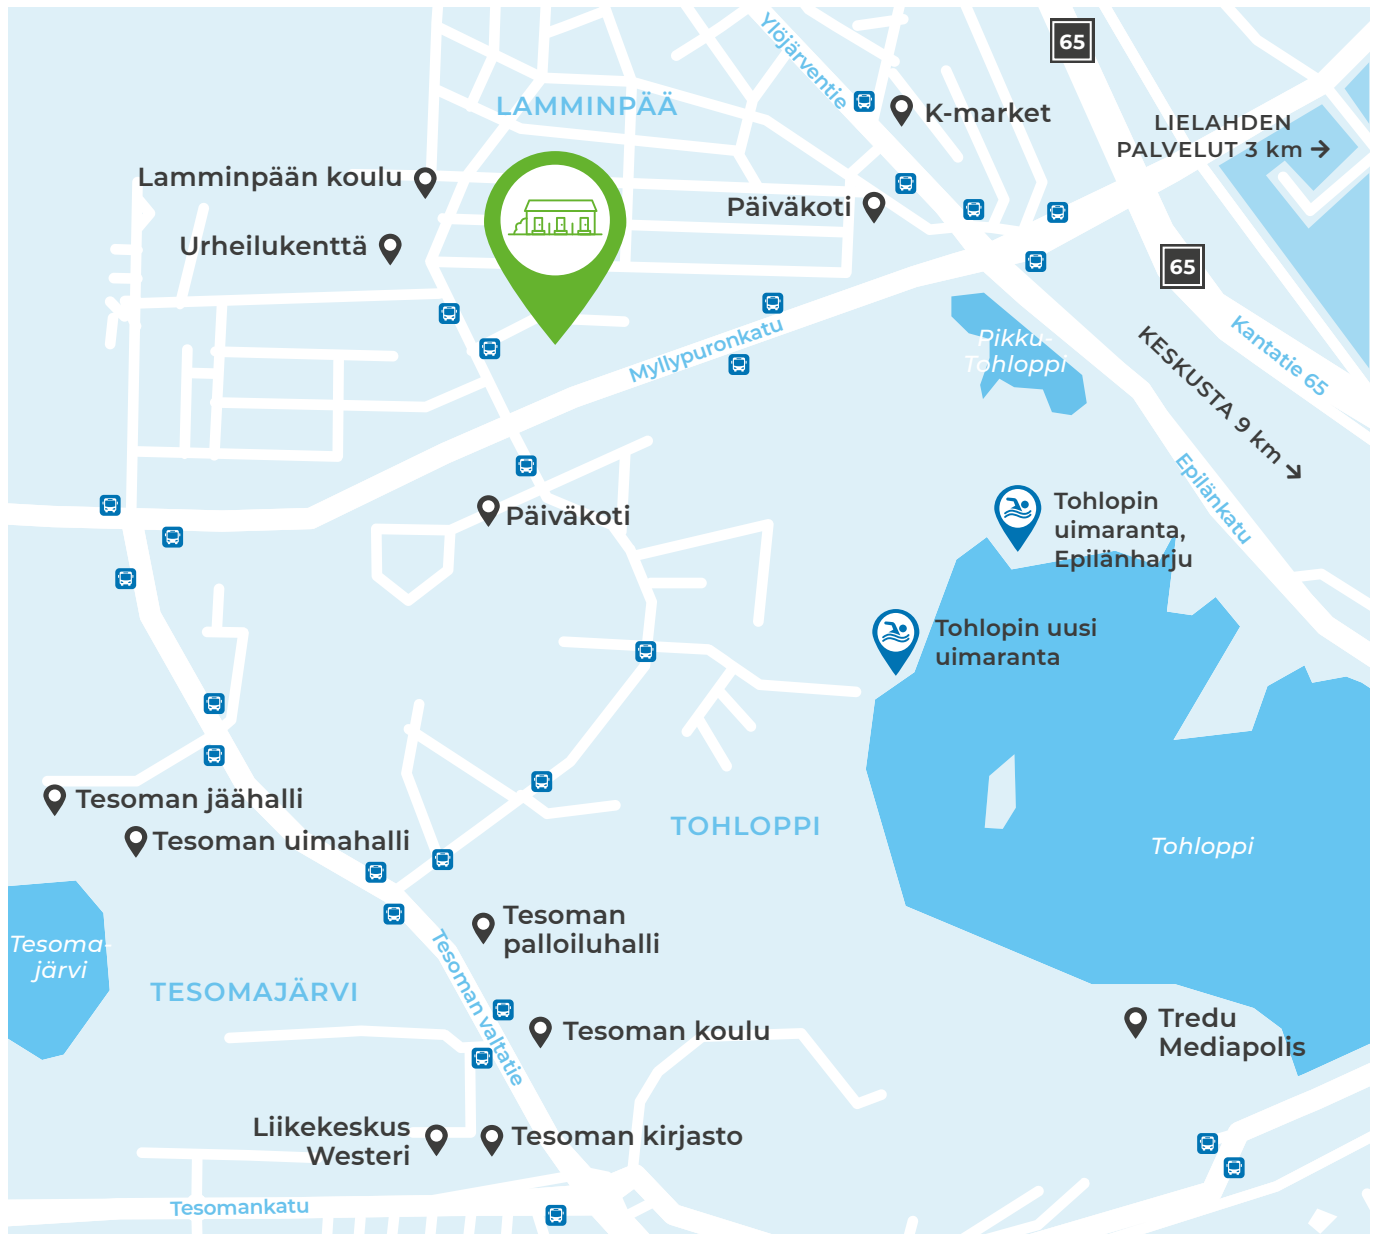 Ylöjärventie
65
LAMMINPÄÄ
K-market
LIELAHDEN
PALVELUT 3 km
Lamminpään koulu
Päiväkoti
Urheilukenttä
65
Myllypuronkatu
Pikku-
Tohloppi
Kantatie 65
KESKUSTA 9 km
Epilänkatu
Päiväkoti
Tohlopin
uimaranta,
Epilänharju
Tohlopin uusi
uimaranta
Tesoman jäähalli
Tesoman uimahalli
TOHLOPPI
Tohloppi
Tesoma-
järvi
Tesoman
palloiluhalli
TESOMAJÄRVI
Tesoman valtatie
Tesoman koulu
Tredu
Mediapolis
Liikekeskus
Westeri
Tesoman kirjasto
Tesomankatu